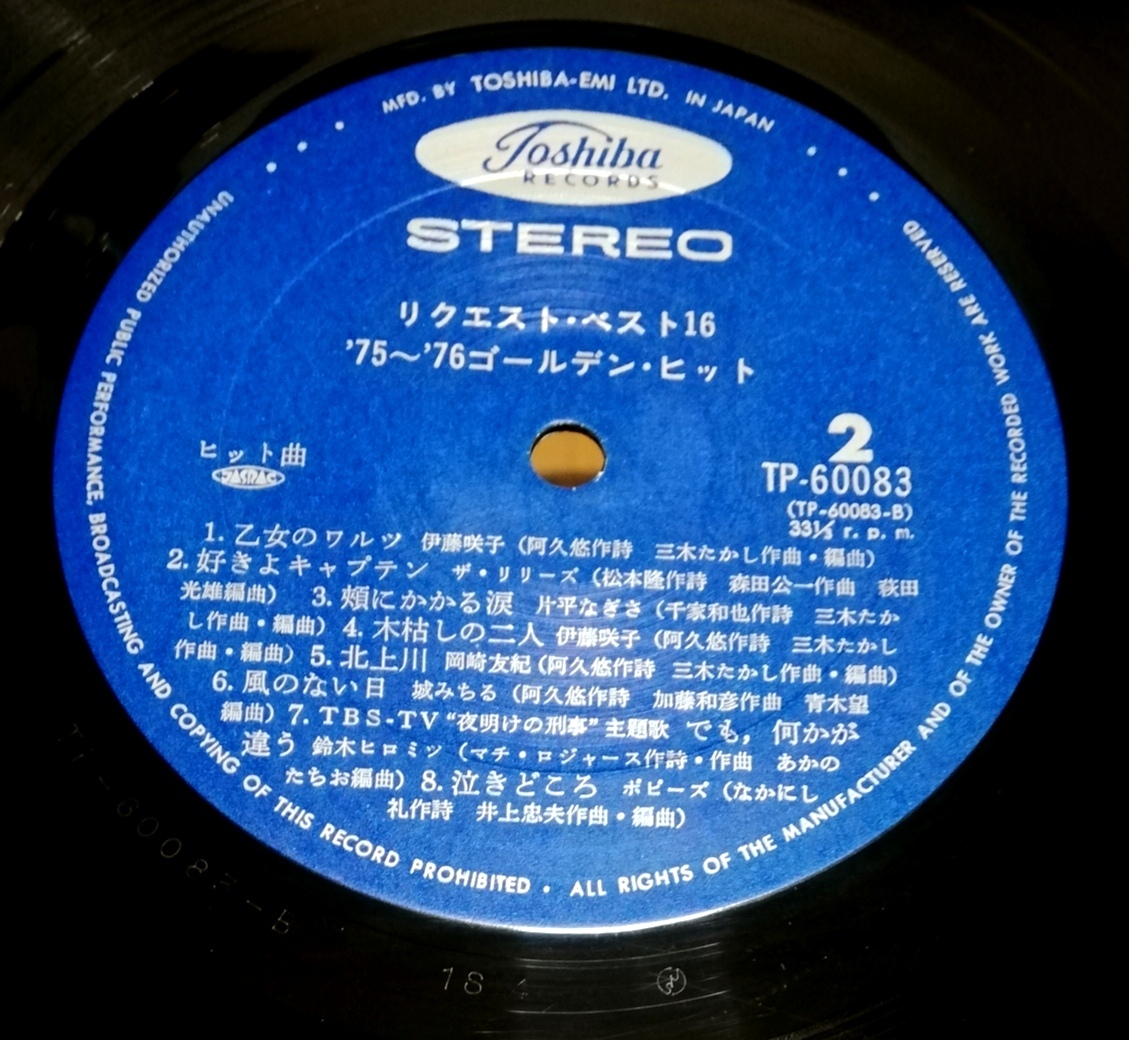 MFD. BY TOSHIBA-EMI LTD. IN JAPAN
Toshiba
RECORDS
STEREO
リクエスト・ベスト16
'75〜'76ゴールデン・ヒット
ヒット曲
JASRAC
2
TP-60083
(TP-60083-B)
33⅓ r. p. m.
1. 乙女のワルツ 伊藤咲子（阿久悠作詩 三木たかし作曲・編曲）
2. 好きよキャプテン ザ・リリーズ（松本隆作詩 森田公一作曲 萩田
光雄編曲） 3. 頬にかかる涙 片平なぎさ（千家和也作詩 三木たか
し作曲・編曲）4. 木枯しの二人 伊藤咲子（阿久悠作詩 三木たかし
作曲・編曲）5. 北上川 岡崎友紀（阿久悠作詩 三木たかし作曲・編曲）
6. 風のない日 城みちる（阿久悠作詩 加藤和彦作曲 青木望
編曲）7. TBS-TV“夜明けの刑事”主題歌 でも，何かが
違う 鈴木ヒロミツ（マチ・ロジャース作詩・作曲 あかの
たちお編曲）8. 泣きどころ ボビーズ（なかにし
礼作詩 井上忠夫作曲・編曲）
UNAUTHORIZED PUBLIC PERFORMANCE, BROADCASTING AND COPYING OF THIS RECORD PROHIBITED • ALL RIGHTS OF THE MANUFACTURER AND OF THE OWNER OF THE RECORDED WORK ARE RESERVED